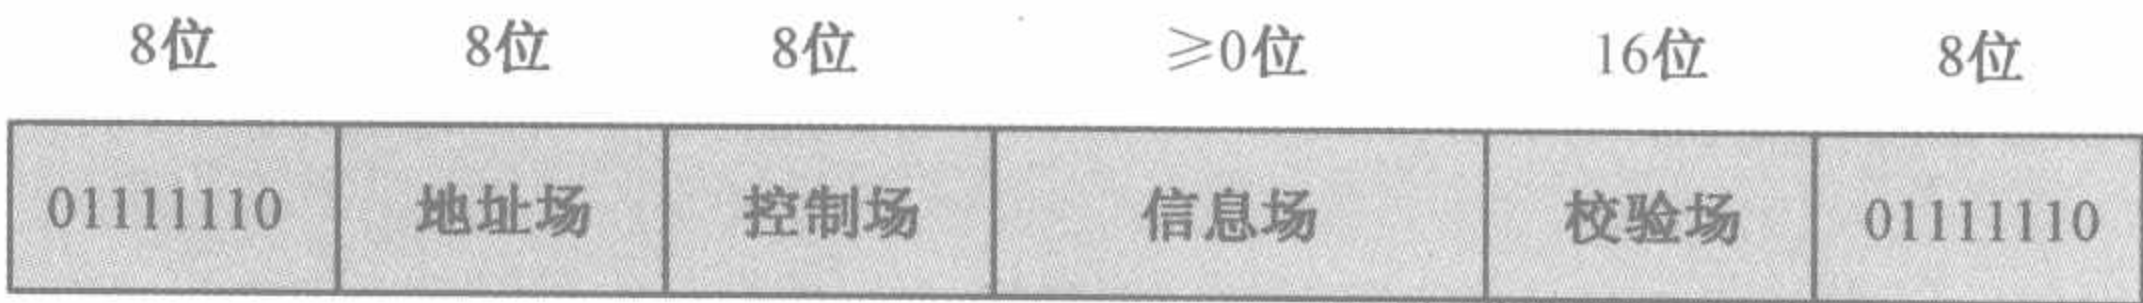 8位 8位 8位 ≥0位 16位 8位
01111110 地址场 控制场 信息场 校验场 01111110